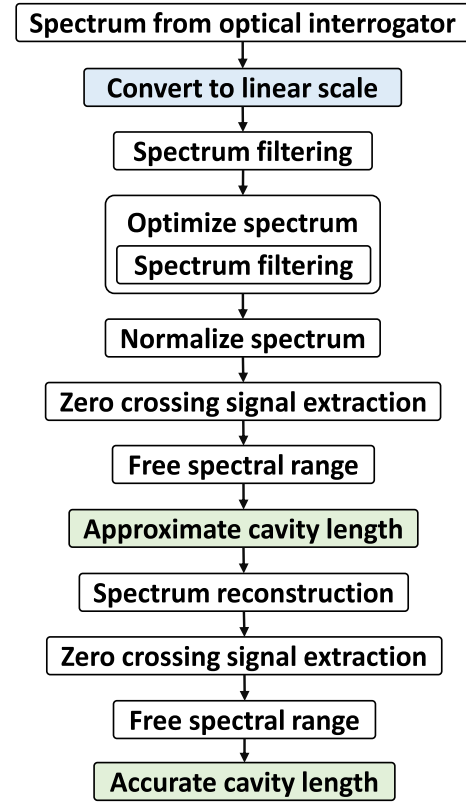 Spectrum from optical interrogator
Convert to linear scale
Spectrum filtering
Optimize spectrum
Spectrum filtering
Normalize spectrum
Zero crossing signal extraction
Free spectral range
Approximate cavity length
Spectrum reconstruction
Zero crossing signal extraction
Free spectral range
Accurate cavity length